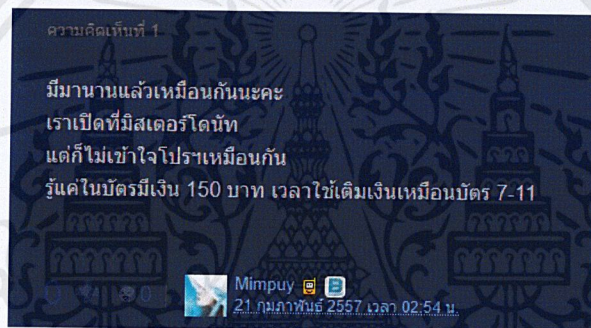 ความคิดเห็นที่ 1
มีมานานแล้วเหมือนกันนะคะ
เราเปิดที่มิสเตอร์โดนัท
แต่ก็ไม่เข้าใจโปรฯเหมือนกัน
รู้แค่ในบัตรมีเงิน 150 บาท เวลาใช้เติมเงินเหมือนบัตร 7-11
0
Mimpuy
21 กุมภาพันธ์ 2557 เวลา 02:54 น.